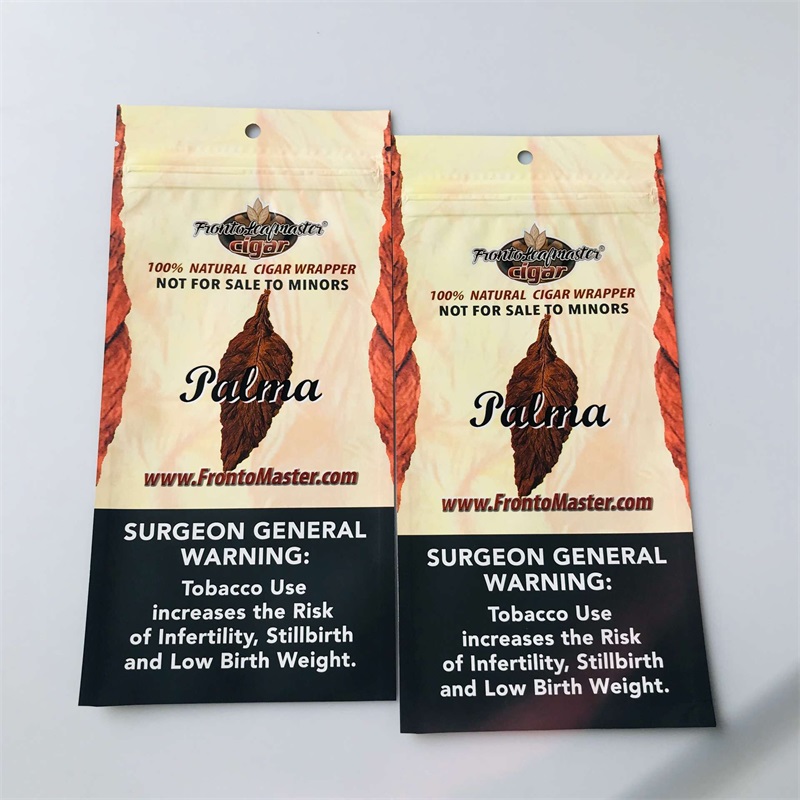 FrontoLeafmaster®
cigar
100% NATURAL CIGAR WRAPPER
NOT FOR SALE TO MINORS
Palma
www.FrontoMaster.com
SURGEON GENERAL
WARNING:
Tobacco Use
increases the Risk
of Infertility, Stillbirth
and Low Birth Weight.
FrontoLeafmaster®
cigar
100% NATURAL CIGAR WRAPPER
NOT FOR SALE TO MINORS
Palma
www.FrontoMaster.com
SURGEON GENERAL
WARNING:
Tobacco Use
increases the Risk
of Infertility, Stillbirth
and Low Birth Weight.